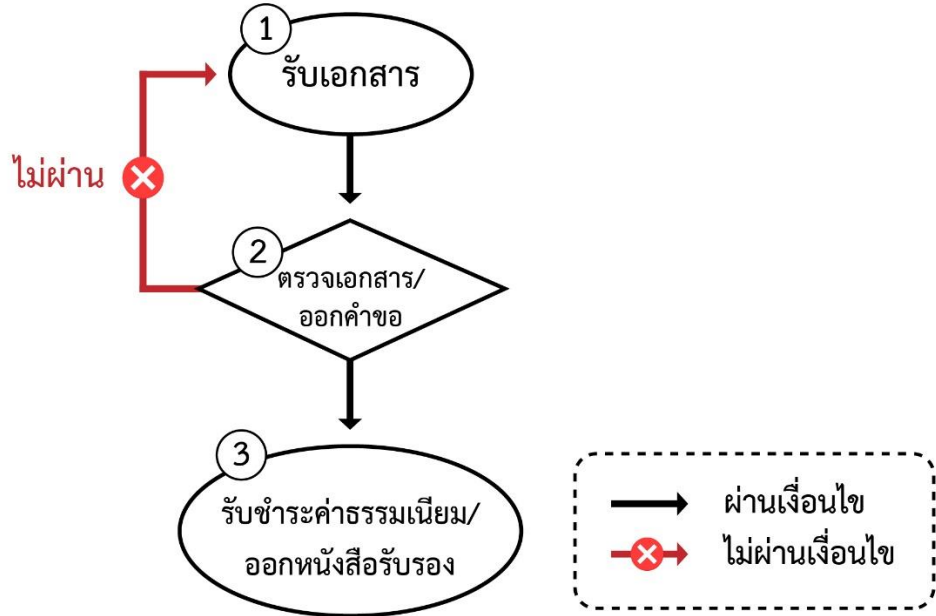 1
รับเอกสาร
ไม่ผ่าน
2
ตรวจเอกสาร/
ออกคำขอ
3
รับชำระค่าธรรมเนียม/
ออกหนังสือรับรอง
ผ่านเงื่อนไข
ไม่ผ่านเงื่อนไข